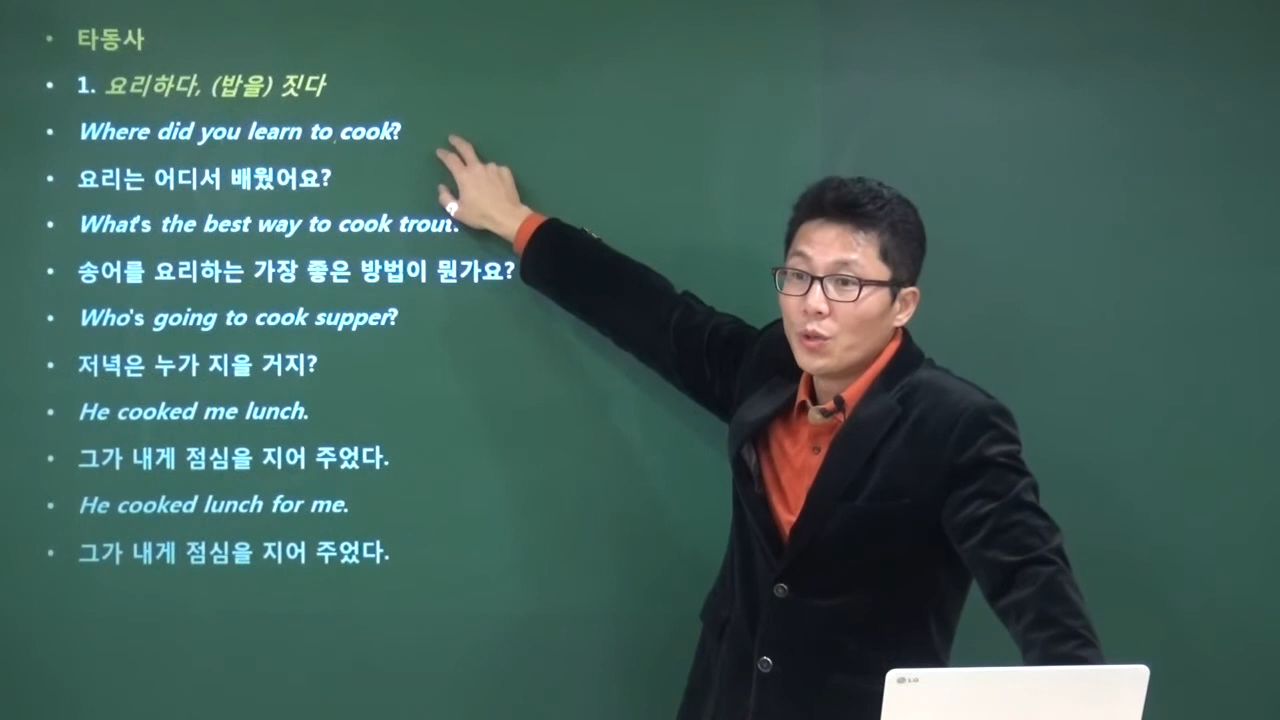 • 타동사
• 1. 요리하다, (밥을) 짓다
• Where did you learn to cook?
• 요리는 어디서 배웠어요?
• What's the best way to cook trout?
• 송어를 요리하는 가장 좋은 방법이 뭔가요?
• Who's going to cook supper?
• 저녁은 누가 지을 거지?
• He cooked me lunch.
• 그가 내게 점심을 지어 주었다.
• He cooked lunch for me.
• 그가 내게 점심을 지어 주었다.
LG